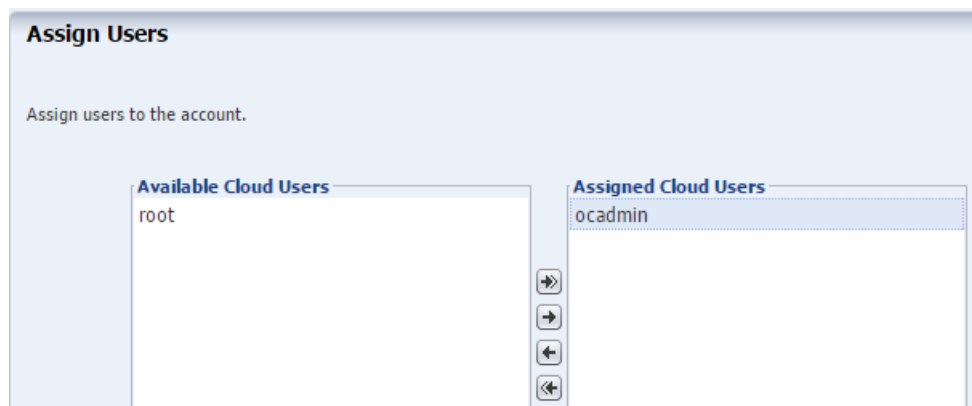 Assign Users
Assign users to the account.
Available Cloud Users
root
Assigned Cloud Users
ocadmin